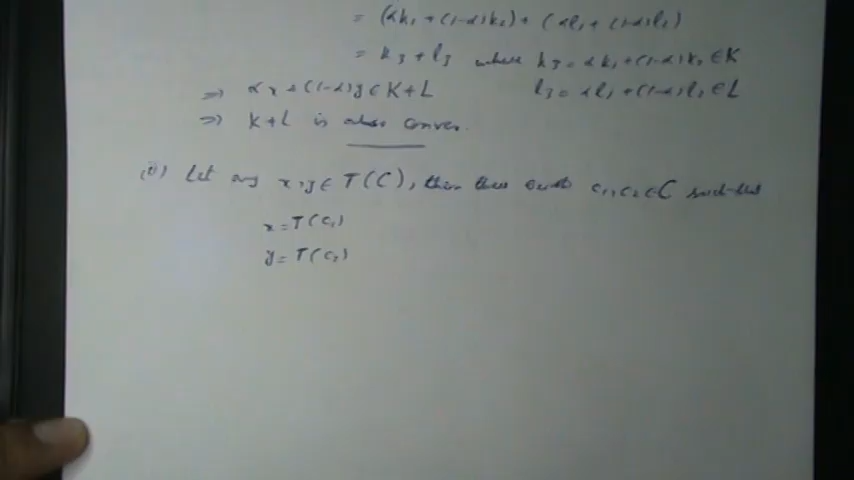 = (αk₁ + (1-α)k₂) + (αl₁ + (1-α)l₂)
= k₃ + l₃ where k₃ = αk₁ + (1-α)k₂ ∈ K
⇒ αx + (1-α)y ∈ K+L l₃ = αl₁ + (1-α)l₂ ∈ L
⇒ K+L is also convex.
Let any x, y ∈ T(C), then there exists c₁, c₂ ∈ C such that
x = T(c₁)
y = T(c₂)